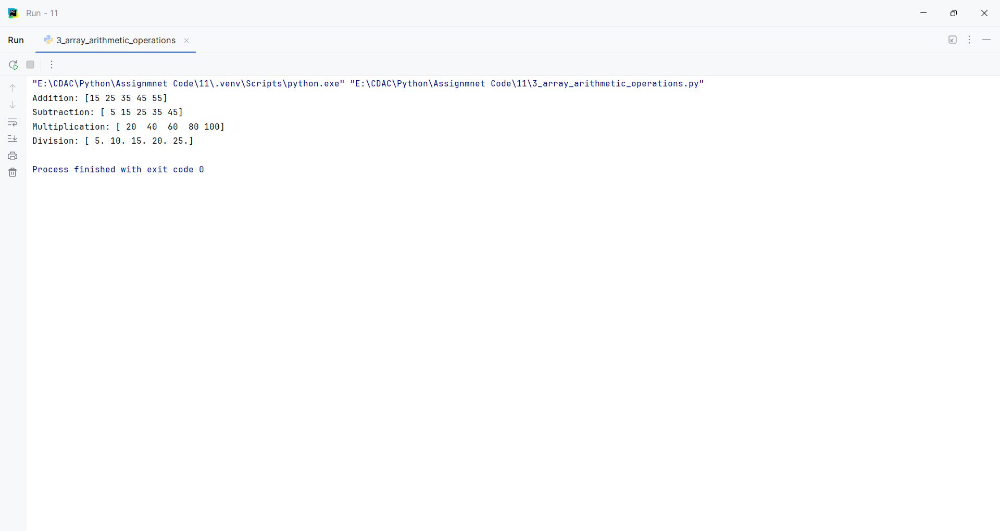 PC
Run - 11
Run 3_array_arithmetic_operations
"E:\CDAC\Python\Assignmnet Code\11\.venv\Scripts\python.exe" "E:\CDAC\Python\Assignmnet Code\11\3_array_arithmetic_operations.py"
Addition: [15 25 35 45 55]
Subtraction: [ 5 15 25 35 45]
Multiplication: [ 20  40  60  80 100]
Division: [ 5. 10. 15. 20. 25.]
Process finished with exit code 0